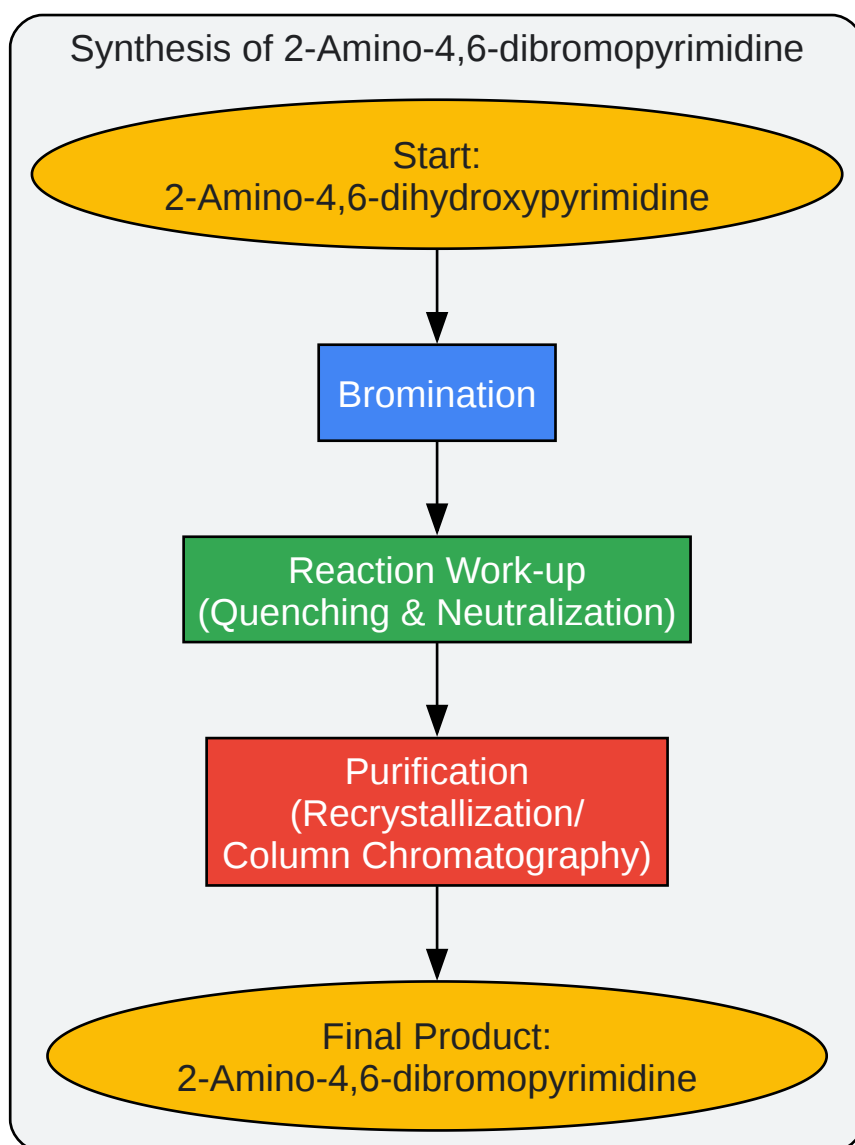 Synthesis of 2-Amino-4,6-dibromopyrimidine
Start:
2-Amino-4,6-dihydroxypyrimidine
Bromination
Reaction Work-up
(Quenching & Neutralization)
Purification
(Recrystallization/
Column Chromatography)
Final Product:
2-Amino-4,6-dibromopyrimidine